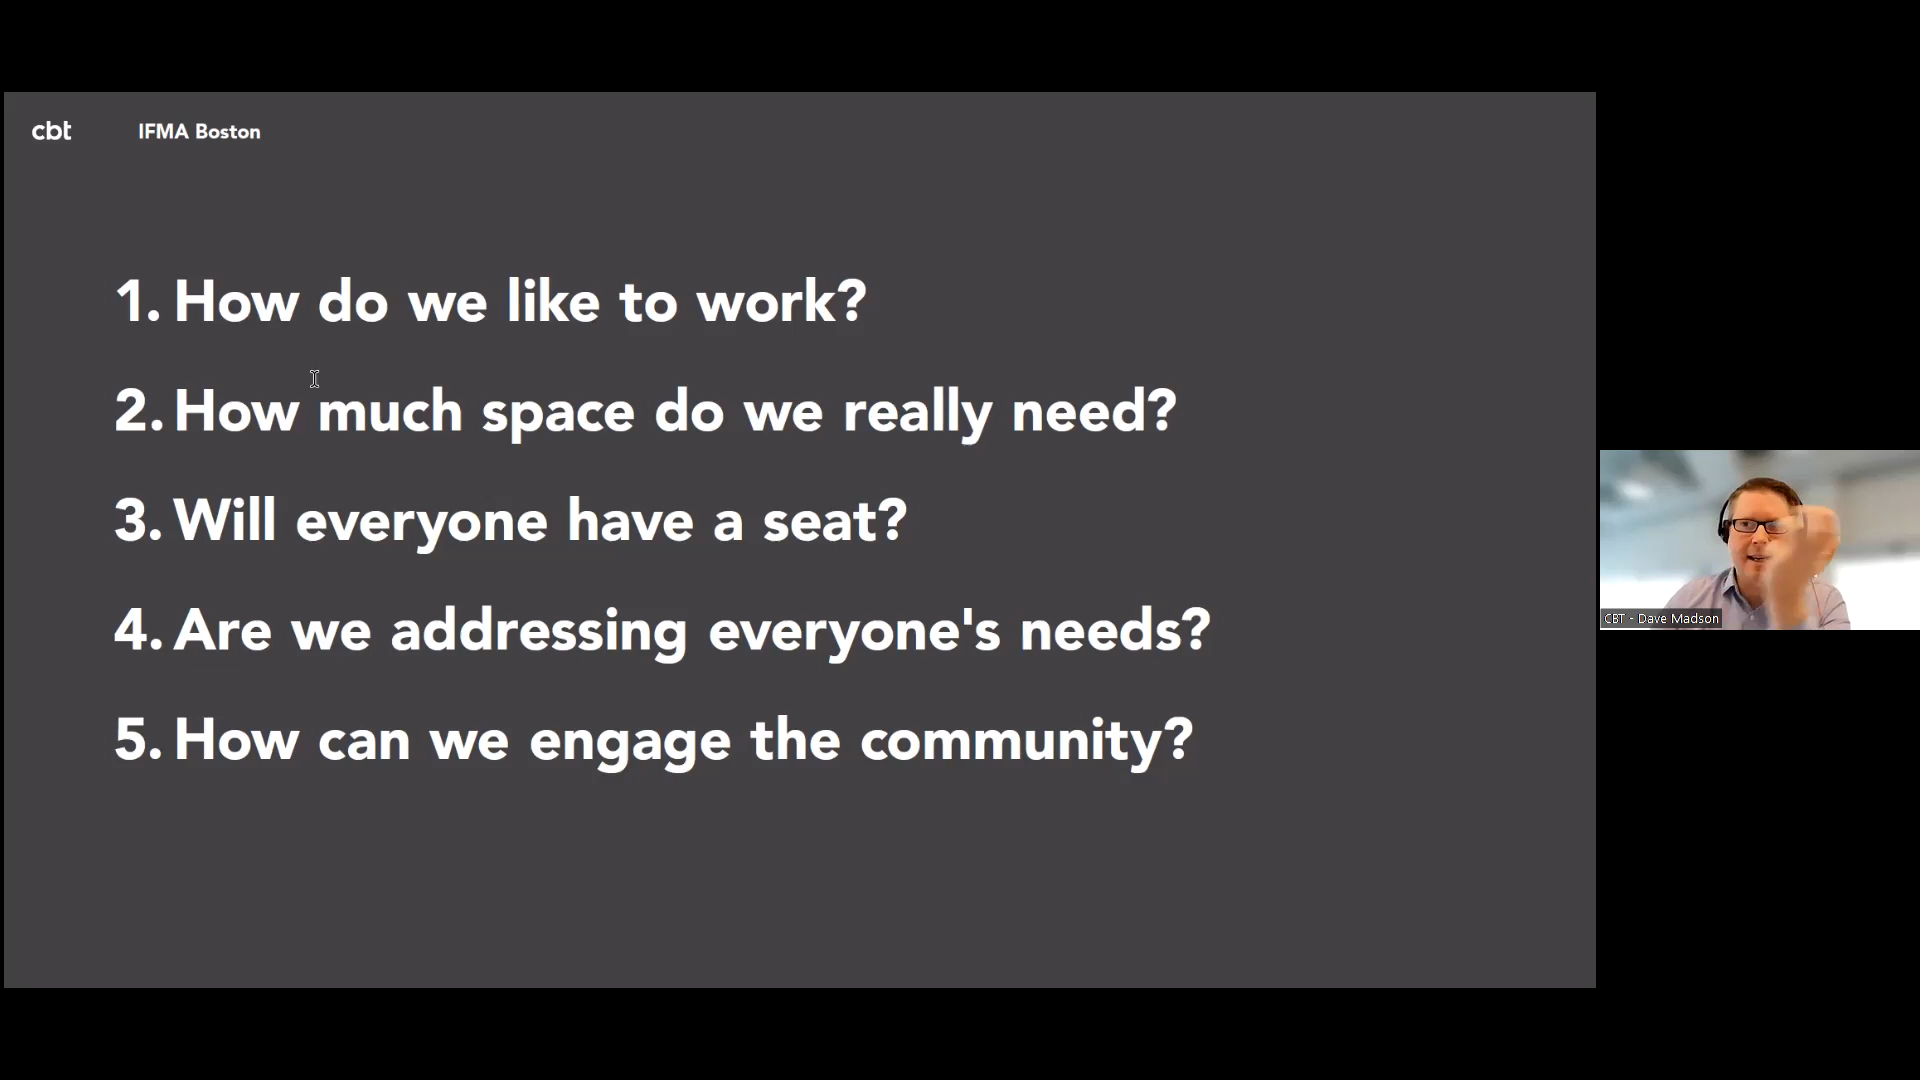 cbt
IFMA Boston
1. How do we like to work?
2. How much space do we really need?
3. Will everyone have a seat?
4. Are we addressing everyone's needs?
5. How can we engage the community?
CBT - Dave Madson